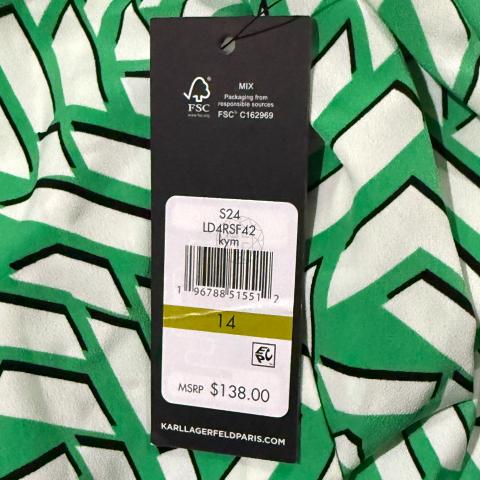 FSC®
www.fsc.org
MIX
Packaging from
responsible sources
FSC® C162969
S24
LD4RSF42
kym
1 96788 51551 2
14
MSRP $138.00
KARLLAGERFELDPARIS.COM